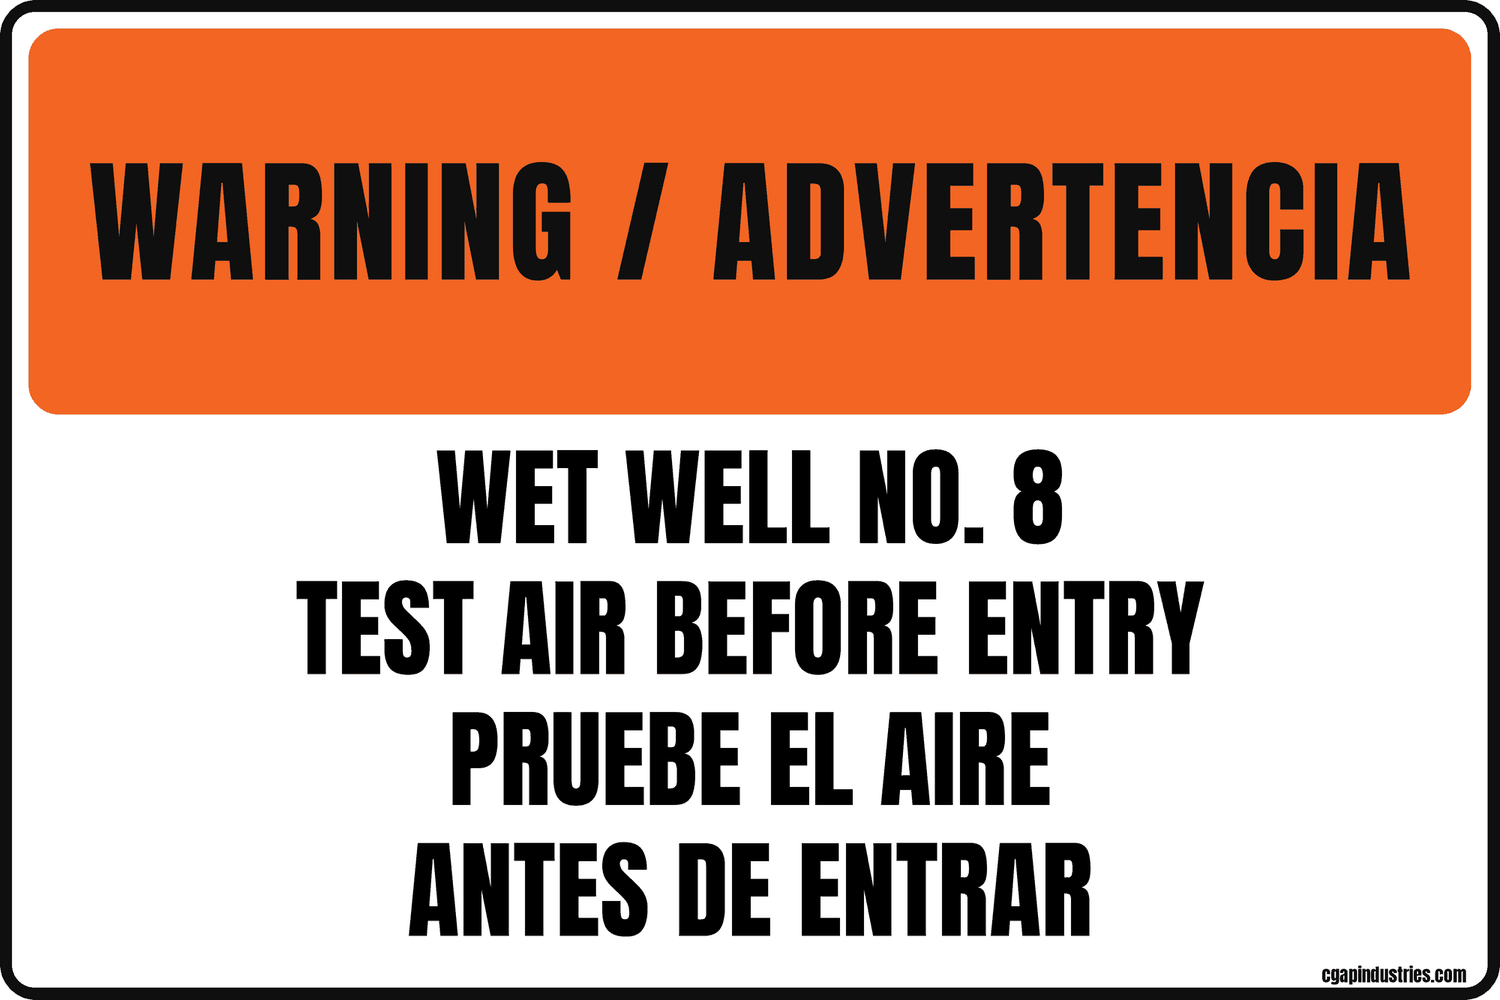 WARNING / ADVERTENCIA
WET WELL NO. 8
TEST AIR BEFORE ENTRY
PRUEBE EL AIRE
ANTES DE ENTRAR
cgapindustries.com